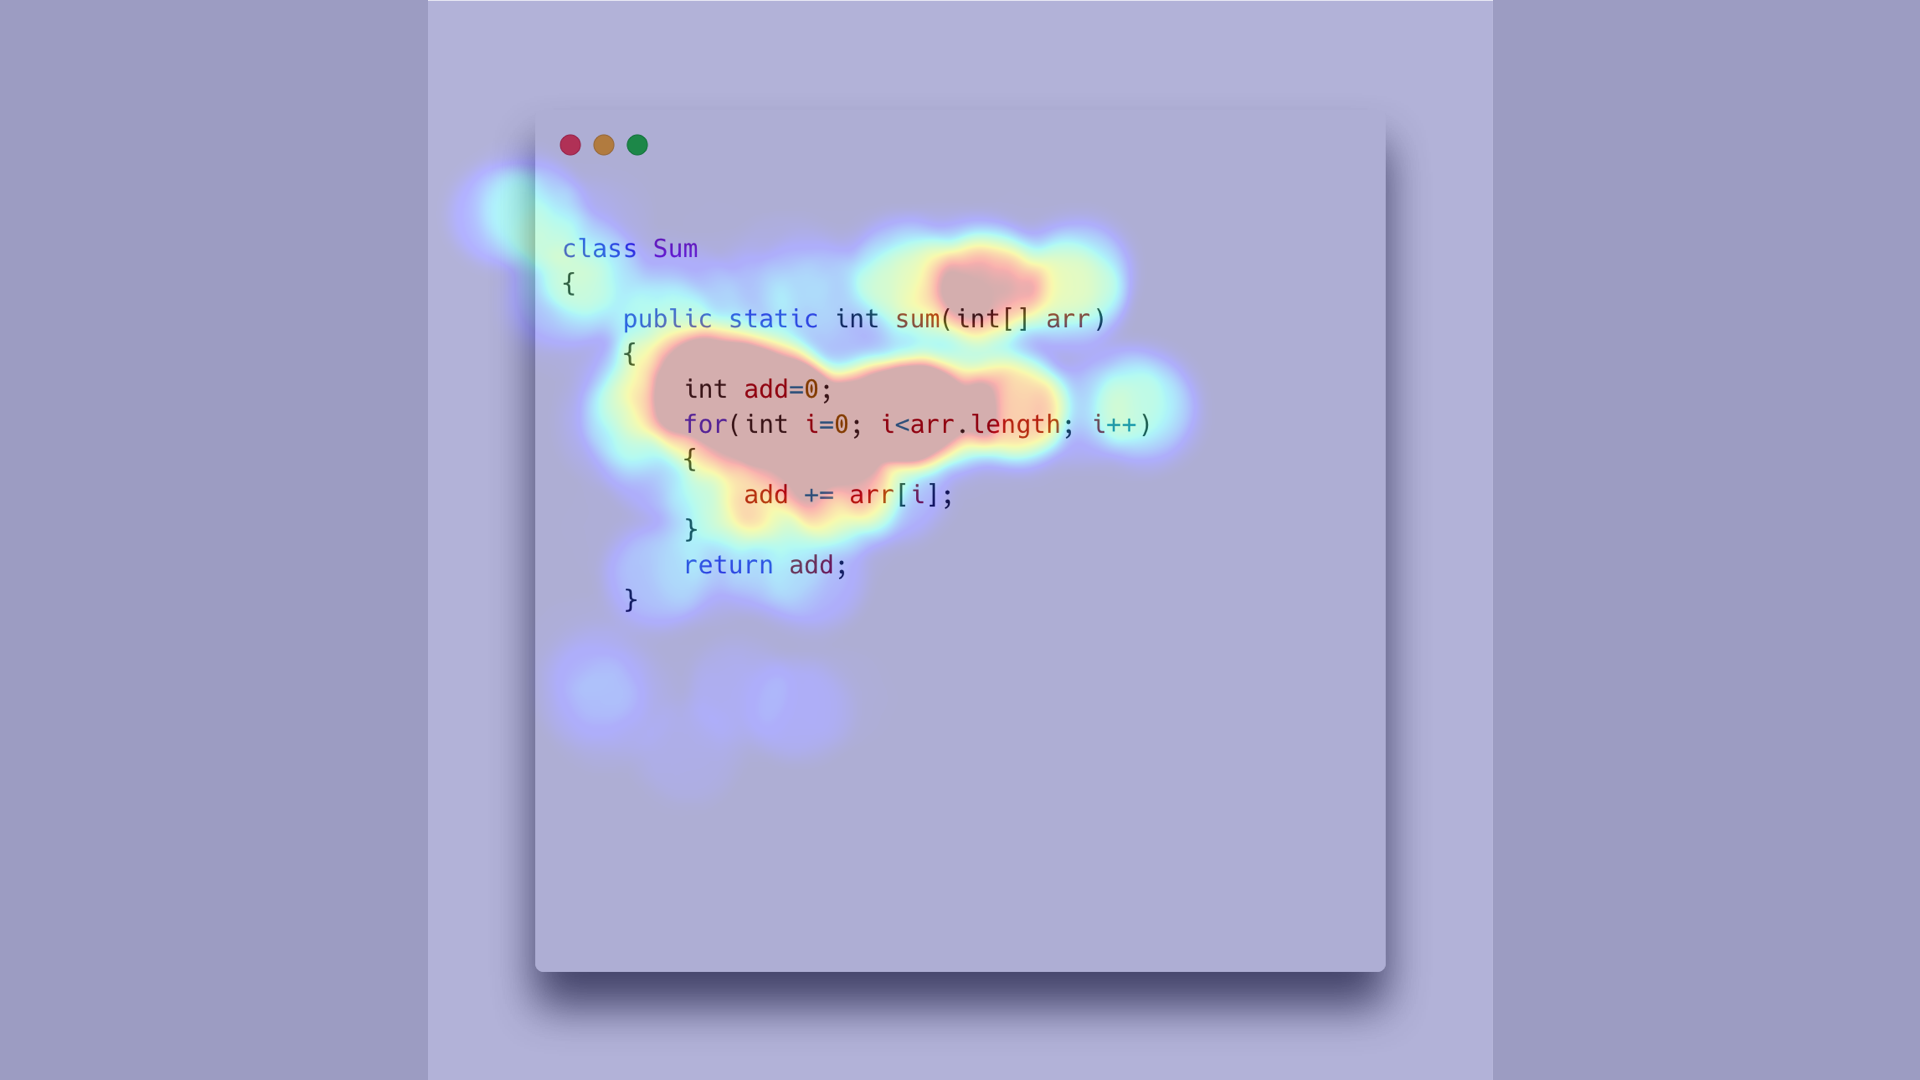 class Sum
{
    public static int sum(int[] arr)
    {
        int add=0;
        for(int i=0; i<arr.length; i++)
        {
            add += arr[i];
        }
        return add;
    }